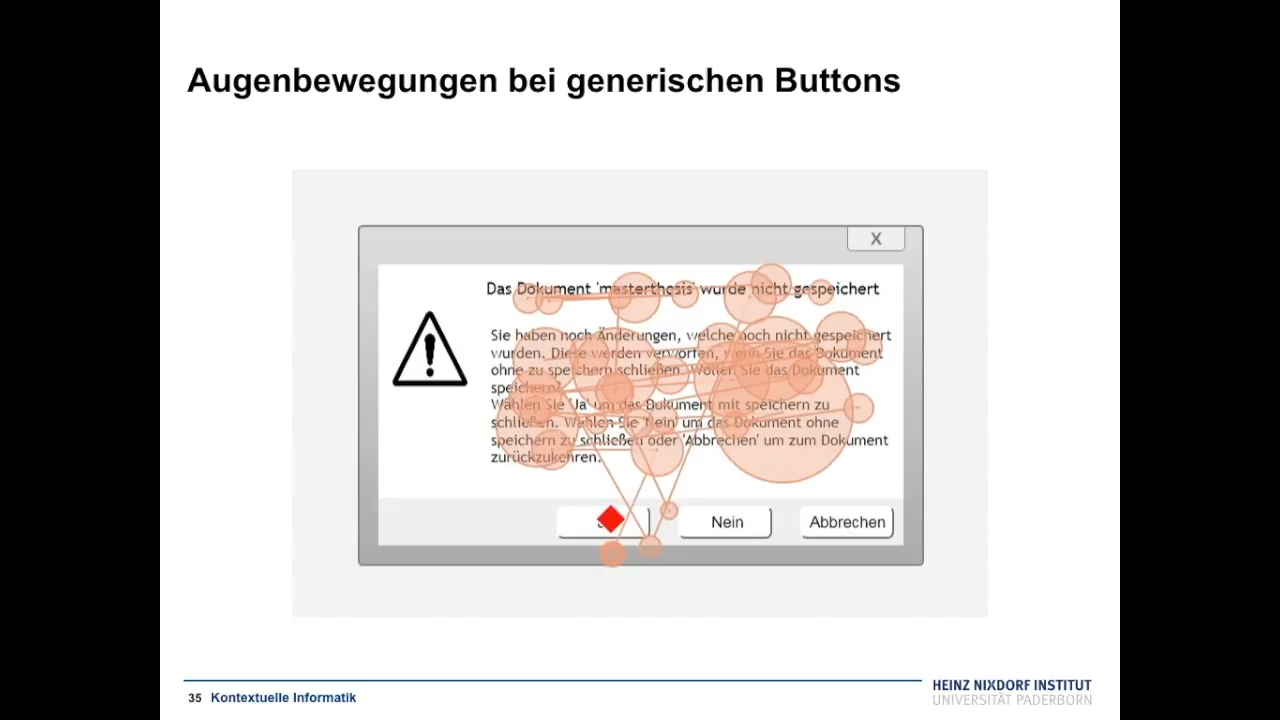 Augenbewegungen bei generischen Buttons
X
Das Dokument 'masterthesis' wurde nicht gespeichert
Sie haben noch Änderungen, welche noch nicht gespeichert
wurden. Diese werden verworfen, wenn Sie das Dokument
ohne zu speichern schließen. Wollen Sie das Dokument
speichern?
Wählen Sie 'Ja' um das Dokument mit speichern zu
schließen. Wählen Sie 'Nein' um das Dokument ohne
speichern zu schließen oder 'Abbrechen' um zum Dokument
zurückzukehren.
Nein
Abbrechen
35 Kontextuelle Informatik
HEINZ NIXDORF INSTITUT
UNIVERSITÄT PADERBORN